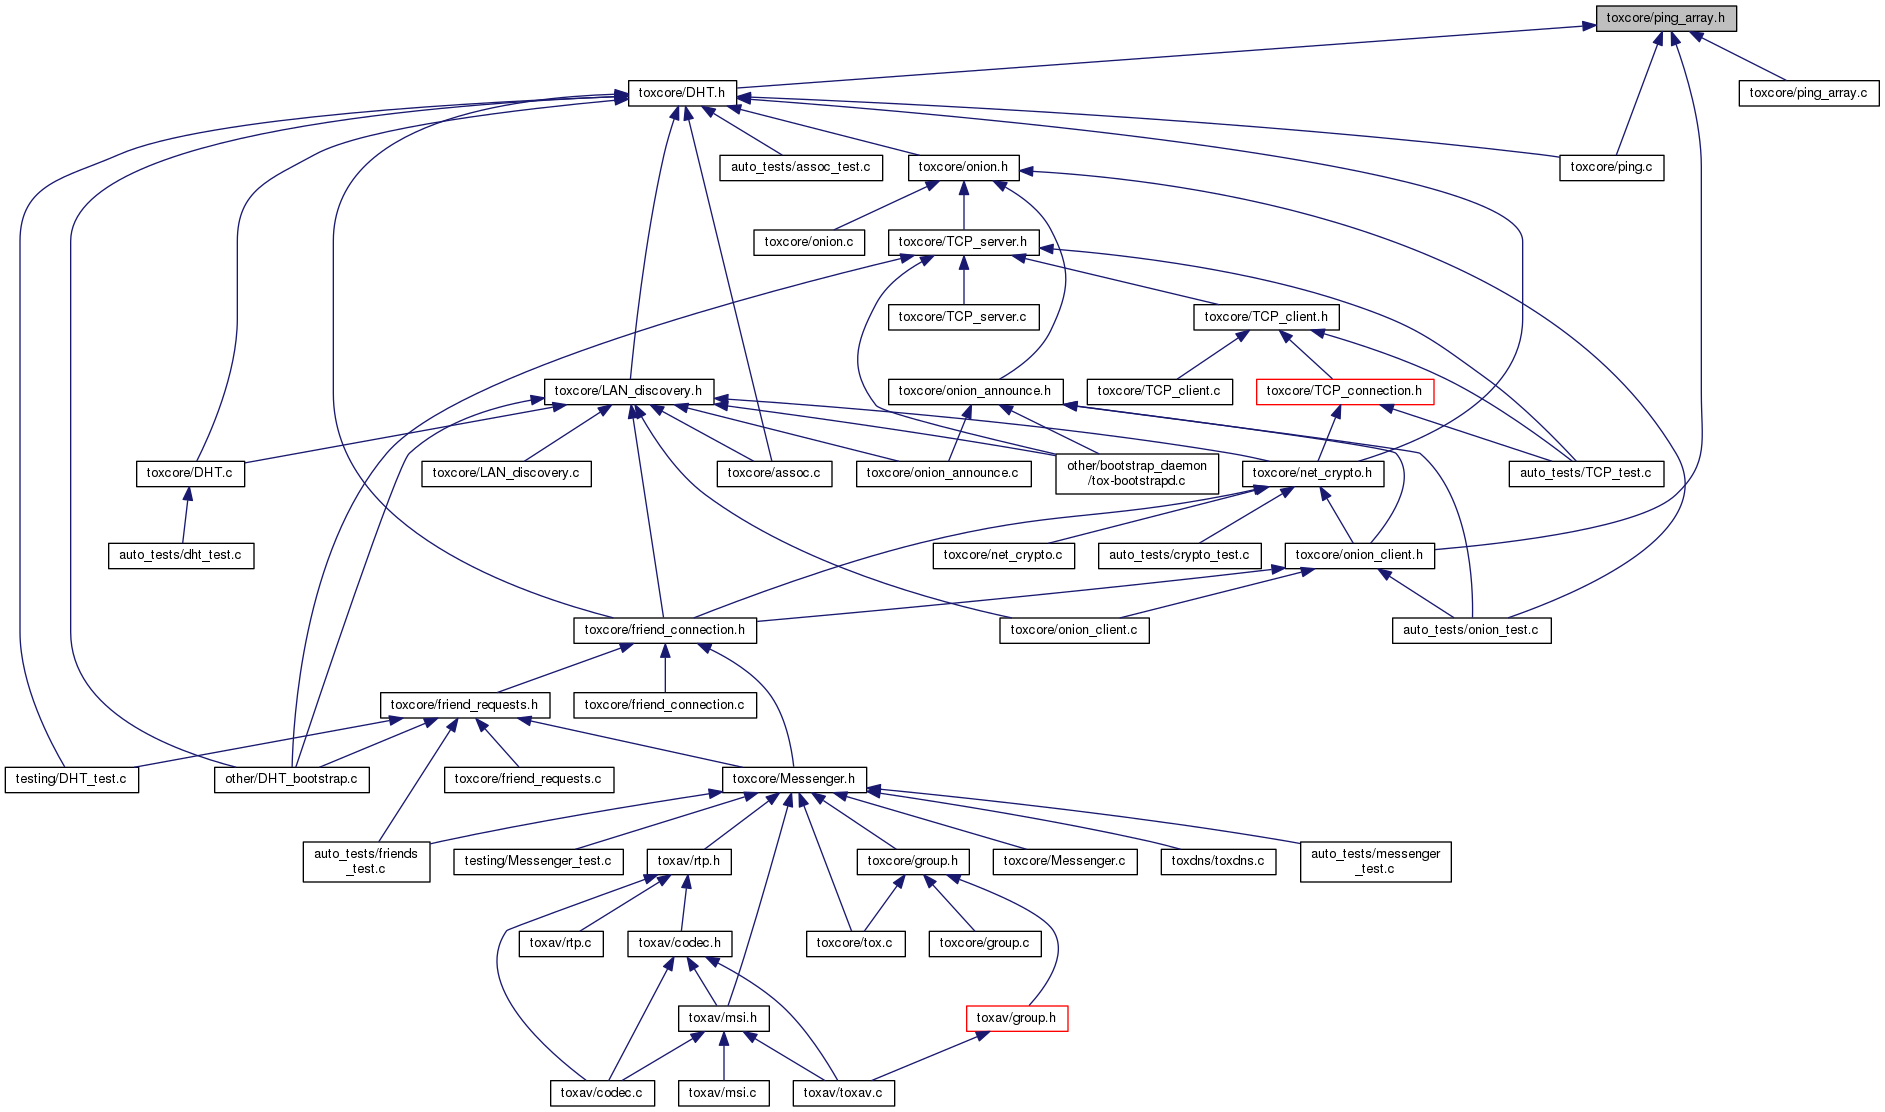 toxcore/ping_array.h
toxcore/DHT.h
toxcore/ping_array.c
auto_tests/assoc_test.c
toxcore/onion.h
toxcore/ping.c
toxcore/onion.c
toxcore/TCP_server.h
toxcore/TCP_server.c
toxcore/TCP_client.h
toxcore/LAN_discovery.h
toxcore/onion_announce.h
toxcore/TCP_client.c
toxcore/TCP_connection.h
toxcore/DHT.c
toxcore/LAN_discovery.c
toxcore/assoc.c
toxcore/onion_announce.c
other/bootstrap_daemon
/tox-bootstrapd.c
toxcore/net_crypto.h
auto_tests/TCP_test.c
auto_tests/dht_test.c
toxcore/net_crypto.c
auto_tests/crypto_test.c
toxcore/onion_client.h
toxcore/friend_connection.h
toxcore/onion_client.c
auto_tests/onion_test.c
toxcore/friend_requests.h
toxcore/friend_connection.c
testing/DHT_test.c
other/DHT_bootstrap.c
toxcore/friend_requests.c
toxcore/Messenger.h
auto_tests/friends
_test.c
testing/Messenger_test.c
toxav/rtp.h
toxcore/group.h
toxcore/Messenger.c
toxdns/toxdns.c
auto_tests/messenger
_test.c
toxav/rtp.c
toxav/codec.h
toxcore/tox.c
toxcore/group.c
toxav/msi.h
toxav/group.h
toxav/codec.c
toxav/msi.c
toxav/toxav.c